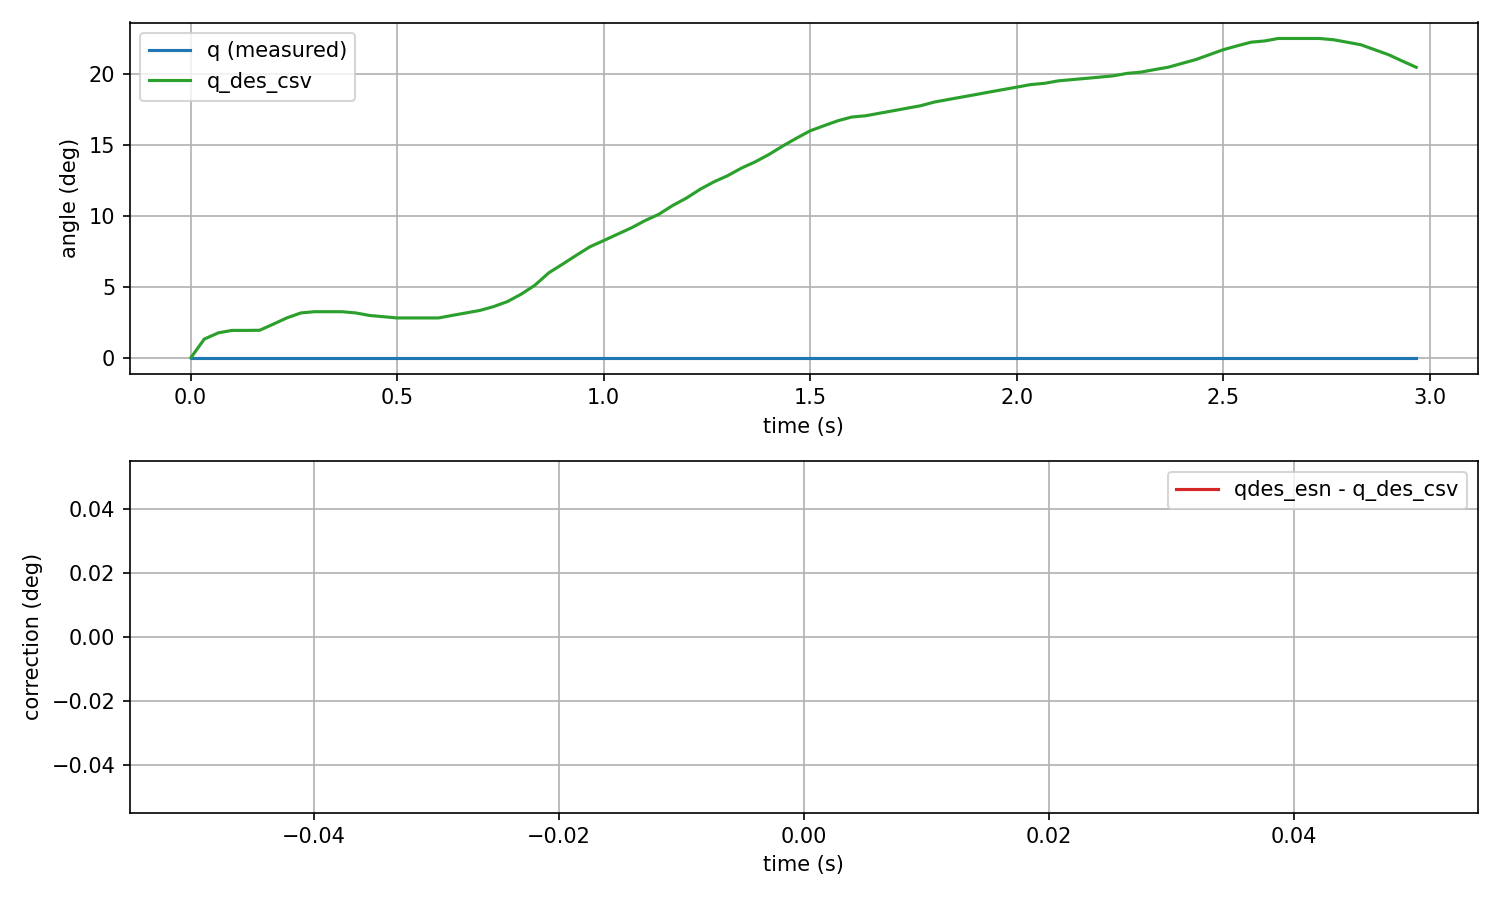 q (measured)
q_des_csv
angle (deg)
20
15
10
5
0
0.0 0.5 1.0 1.5 2.0 2.5 3.0
time (s)
qdes_esn - q_des_csv
correction (deg)
0.04
0.02
0.00
−0.02
−0.04
−0.04 −0.02 0.00 0.02 0.04
time (s)